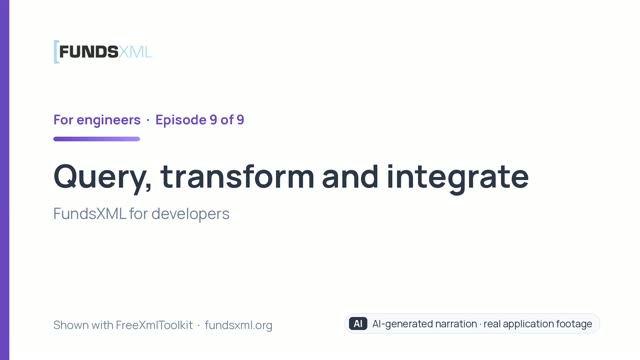 FUNDSXML
For engineers · Episode 9 of 9
Query, transform and integrate
FundsXML for developers
Shown with FreeXmlToolkit · fundsxml.org
AI AI-generated narration · real application footage